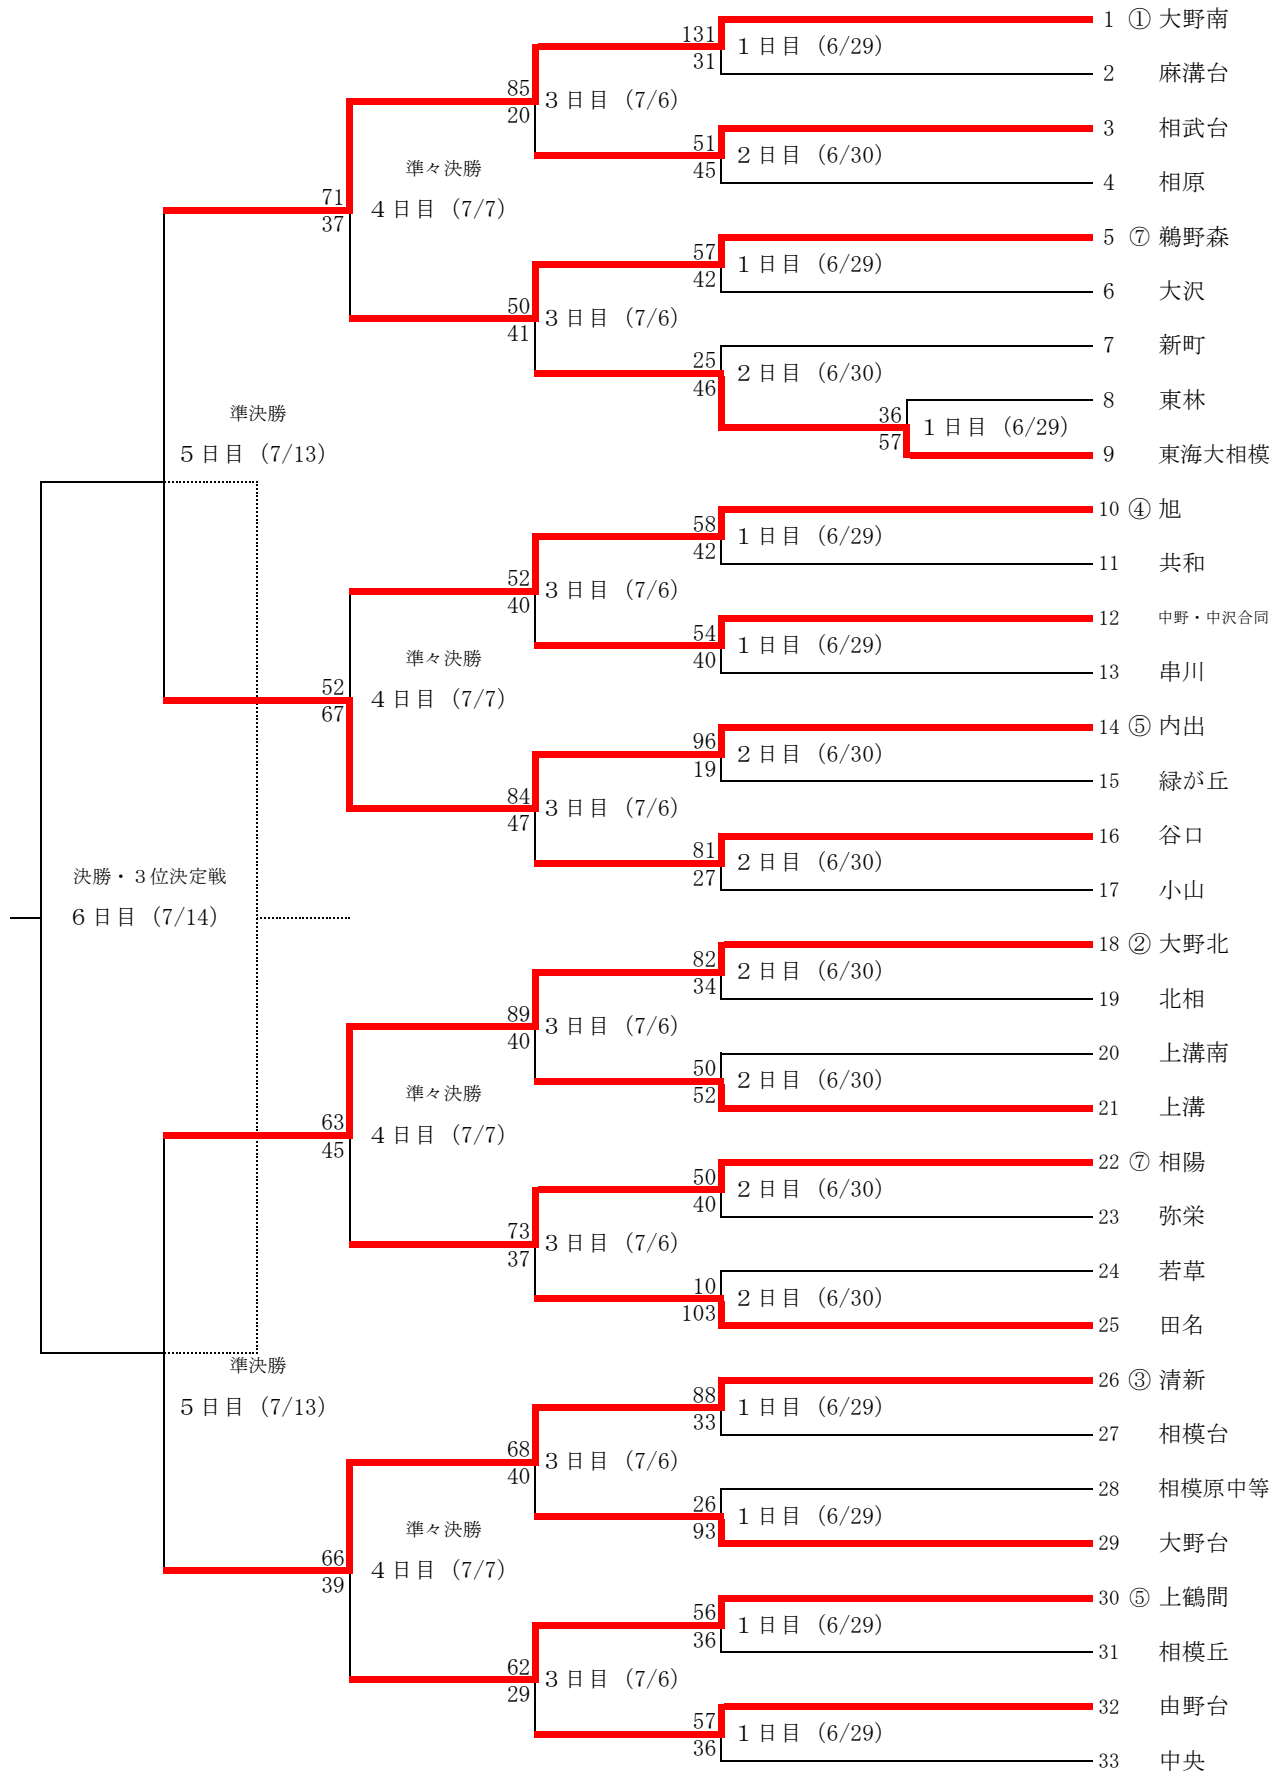 131 1日目 (6/29) 1 ① 大野南
31 2 麻溝台
85 3日目 (7/6)
20
51 2日目 (6/30) 3 相武台
45 4 相原
準々決勝
71 4日目 (7/7)
37
57 1日目 (6/29) 5 ⑦ 鵜野森
42 6 大沢
50 3日目 (7/6)
41
25 2日目 (6/30) 7 新町
46
36 1日目 (6/29) 8 東林
57 9 東海大相模
準決勝
5日目 (7/13)
58 1日目 (6/29) 10 ④ 旭
42 11 共和
52 3日目 (7/6)
40
54 1日目 (6/29) 12 中野・中沢合同
40 13 串川
準々決勝
52 4日目 (7/7)
67
96 2日目 (6/30) 14 ⑤ 内出
19 15 緑が丘
84 3日目 (7/6)
47
81 2日目 (6/30) 16 谷口
27 17 小山
決勝・3位決定戦
6日目 (7/14)
82 2日目 (6/30) 18 ② 大野北
34 19 北相
89 3日目 (7/6)
40
50 2日目 (6/30) 20 上溝南
52 21 上溝
準々決勝
63 4日目 (7/7)
45
50 2日目 (6/30) 22 ⑦ 相陽
40 23 弥栄
73 3日目 (7/6)
37
10 2日目 (6/30) 24 若草
103 25 田名
準決勝
5日目 (7/13)
88 1日目 (6/29) 26 ③ 清新
33 27 相模台
68 3日目 (7/6)
40
26 1日目 (6/29) 28 相模原中等
93 29 大野台
準々決勝
66 4日目 (7/7)
39
56 1日目 (6/29) 30 ⑤ 上鶴間
36 31 相模丘
62 3日目 (7/6)
29
57 1日目 (6/29) 32 由野台
36 33 中央